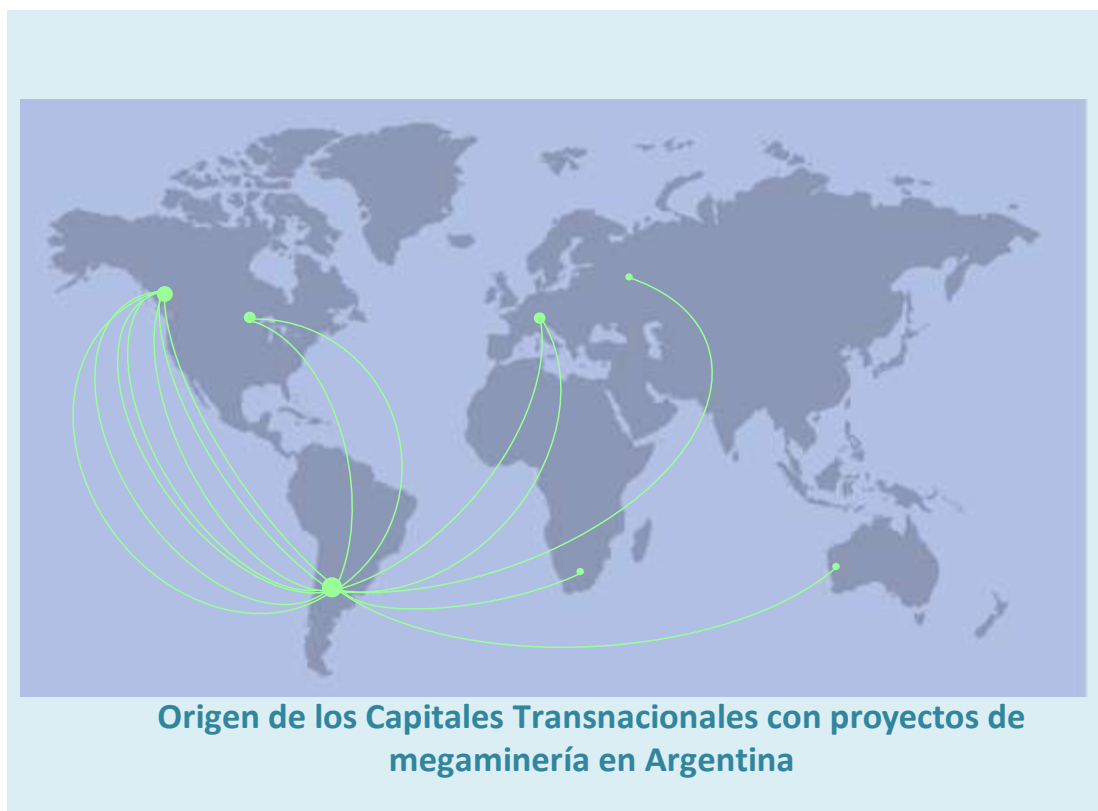 Origen de los Capitales Transnacionales con proyectos de
megaminería en Argentina